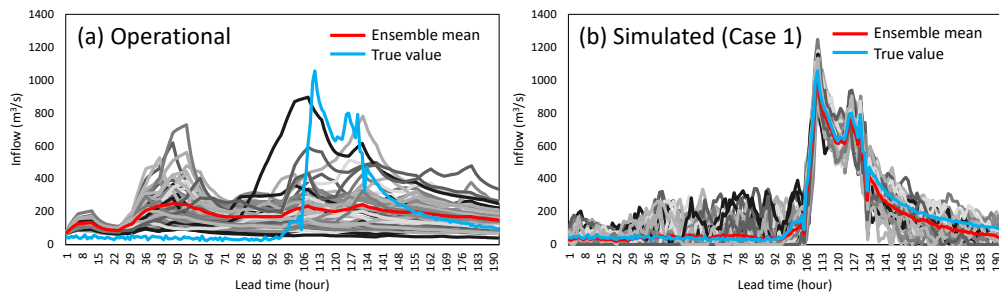 (a) Operational
Ensemble mean
True value
Inflow (m³/s)
1400
1200
1000
800
600
400
200
0
1 8 15 22 29 36 43 50 57 64 71 78 85 92 99 106 113 120 127 134 141 148 155 162 169 176 183 190
Lead time (hour)
(b) Simulated (Case 1)
Ensemble mean
True value
Inflow (m³/s)
1400
1200
1000
800
600
400
200
0
1 8 15 22 29 36 43 50 57 64 71 78 85 92 99 106 113 120 127 134 141 148 155 162 169 176 183 190
Lead time (hour)